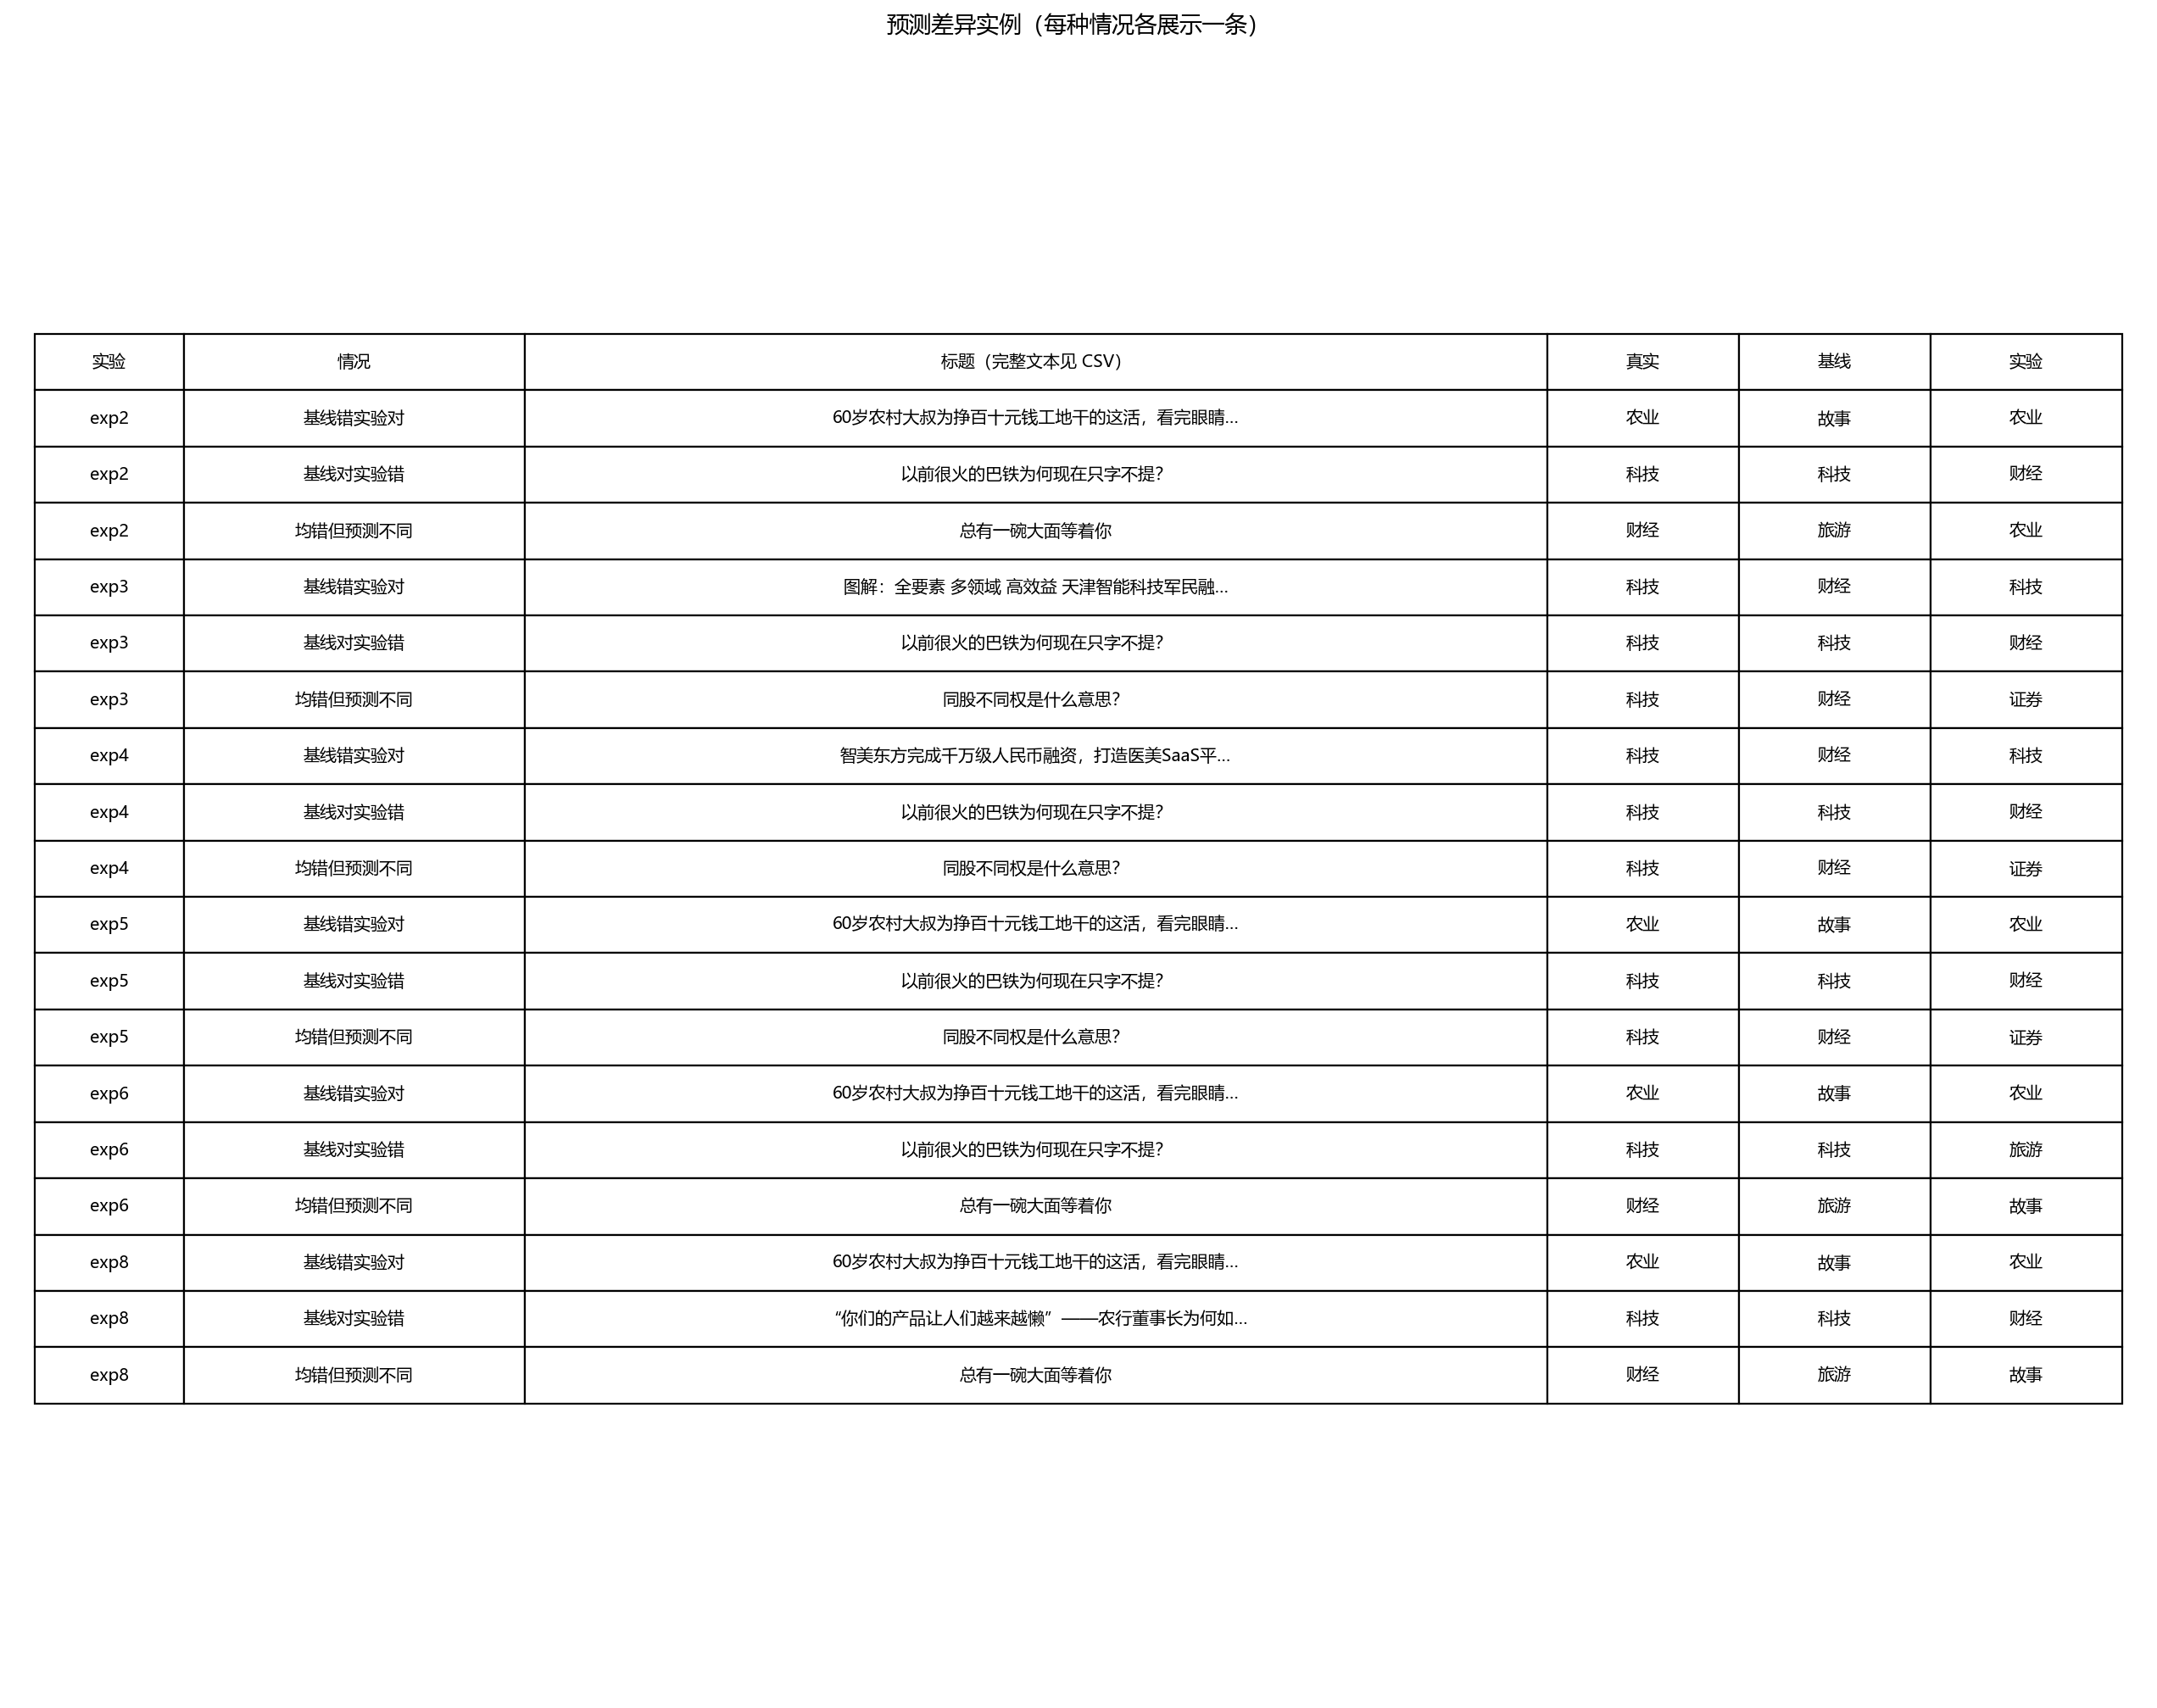 预测差异实例（每种情况各展示一条）
实验 情况 标题（完整文本见 CSV） 真实 基线 实验
exp2 基线错实验对 60岁农村大叔为挣百十元钱工地干的这活，看完眼睛... 农业 故事 农业
exp2 基线对实验错 以前很火的巴铁为何现在只字不提？ 科技 科技 财经
exp2 均错但预测不同 总有一碗大面等着你 财经 旅游 农业
exp3 基线错实验对 图解：全要素 多领域 高效益 天津智能科技军民融... 科技 财经 科技
exp3 基线对实验错 以前很火的巴铁为何现在只字不提？ 科技 科技 财经
exp3 均错但预测不同 同股不同权是什么意思？ 科技 财经 证券
exp4 基线错实验对 智美东方完成千万级人民币融资，打造医美SaaS平... 科技 财经 科技
exp4 基线对实验错 以前很火的巴铁为何现在只字不提？ 科技 科技 财经
exp4 均错但预测不同 同股不同权是什么意思？ 科技 财经 证券
exp5 基线错实验对 60岁农村大叔为挣百十元钱工地干的这活，看完眼睛... 农业 故事 农业
exp5 基线对实验错 以前很火的巴铁为何现在只字不提？ 科技 科技 财经
exp5 均错但预测不同 同股不同权是什么意思？ 科技 财经 证券
exp6 基线错实验对 60岁农村大叔为挣百十元钱工地干的这活，看完眼睛... 农业 故事 农业
exp6 基线对实验错 以前很火的巴铁为何现在只字不提？ 科技 科技 旅游
exp6 均错但预测不同 总有一碗大面等着你 财经 旅游 故事
exp8 基线错实验对 60岁农村大叔为挣百十元钱工地干的这活，看完眼睛... 农业 故事 农业
exp8 基线对实验错 “你们的产品让人们越来越懒”——农行董事长为何如... 科技 科技 财经
exp8 均错但预测不同 总有一碗大面等着你 财经 旅游 故事